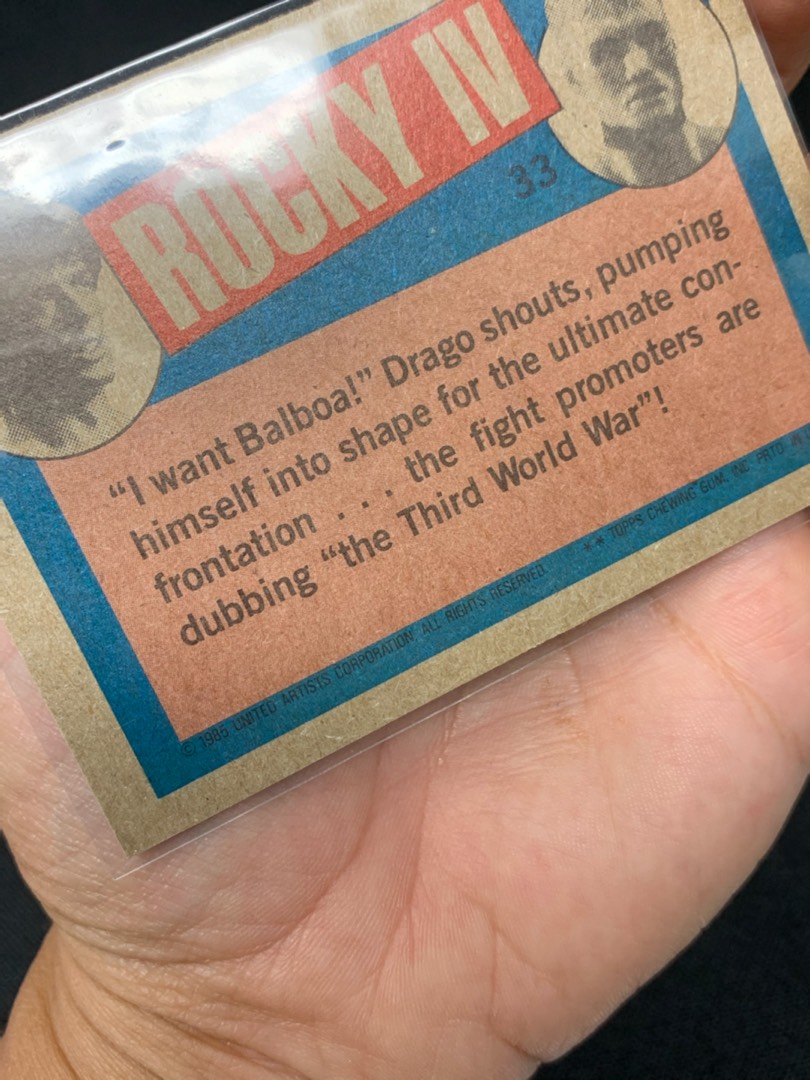 ROCKY IV
33
“I want Balboa!” Drago shouts, pumping
himself into shape for the ultimate con-
frontation . . . the fight promoters are
dubbing “the Third World War”!
© 1985 UNITED ARTISTS CORPORATION. ALL RIGHTS RESERVED. ** TOPPS CHEWING GUM, INC. PRTD